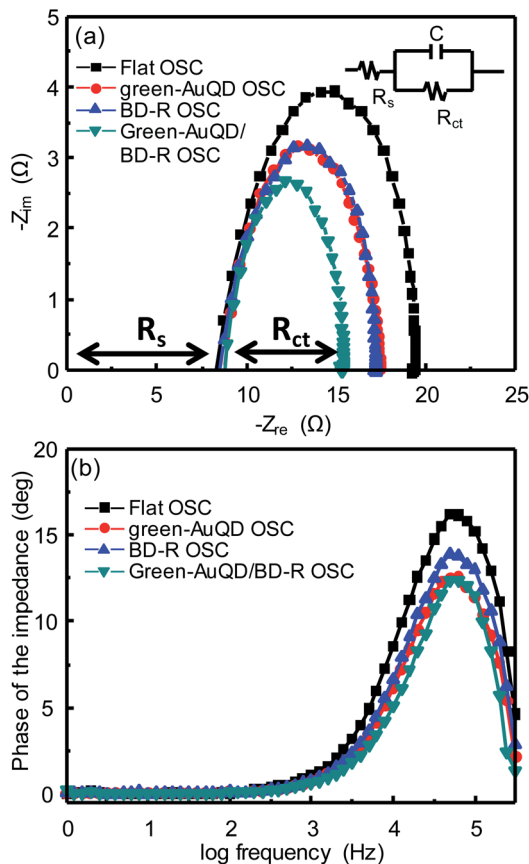 (a)
Flat OSC
green-AuQD OSC
BD-R OSC
Green-AuQD/
BD-R OSC
C
Rs
Rct
5
4
3
2
1
0
-Zim (Ω)
Rs
Rct
0 5 10 15 20 25
-Zre (Ω)
(b)
Flat OSC
green-AuQD OSC
BD-R OSC
Green-AuQD/BD-R OSC
20
15
10
5
0
Phase of the impedance (deg)
0 1 2 3 4 5
log frequency (Hz)